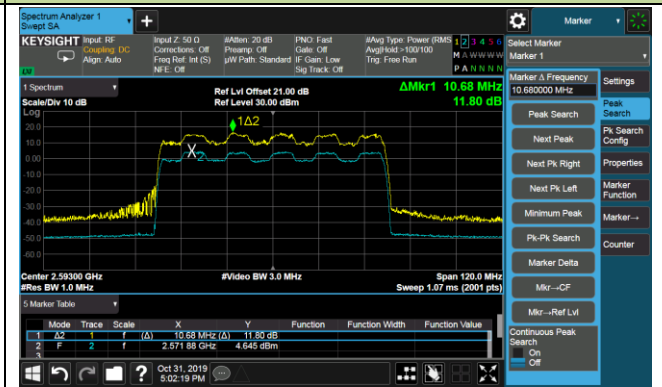 Spectrum Analyzer 1
Swept SA
+
Marker
KEYSIGHT Input: RF
Coupling: DC
Align: Auto
Input Z: 50 Ω
Corrections: Off
Freq Ref: Int (S)
NFE: Off
#Atten: 20 dB
Preamp: Off
µW Path: Standard
PNO: Fast
Gate: Off
IF Gain: Low
Sig Track: Off
#Avg Type: Power (RMS
Avg|Hold:>100/100
Trig: Free Run
1 2 3 4 5 6
M A W W W W
P A N N N N
Select Marker
Marker 1
1 Spectrum
Scale/Div 10 dB
Ref Lvl Offset 21.00 dB
Ref Level 30.00 dBm
ΔMkr1 10.68 MHz
11.80 dB
Log
20.0
10.0
0.00
-10.0
-20.0
-30.0
-40.0
-50.0
-60.0
1Δ2
X2
Center 2.59300 GHz
#Res BW 1.0 MHz
#Video BW 3.0 MHz
Span 120.0 MHz
Sweep 1.07 ms (2001 pts)
5 Marker Table
Mode Trace Scale X Y Function Function Width Function Value
1 Δ2 1 f (Δ) 10.68 MHz (Δ) 11.80 dB
2 F 2 f 2.571 88 GHz 4.645 dBm
3
Oct 31, 2019
5:02:19 PM
?
Marker Δ Frequency
10.680000 MHz
Peak Search
Next Peak
Next Pk Right
Next Pk Left
Minimum Peak
Pk-Pk Search
Marker Delta
Mkr→CF
Mkr→Ref Lvl
Continuous Peak
Search
On
Off
Settings
Peak
Search
Pk Search
Config
Properties
Marker
Function
Marker→
Counter